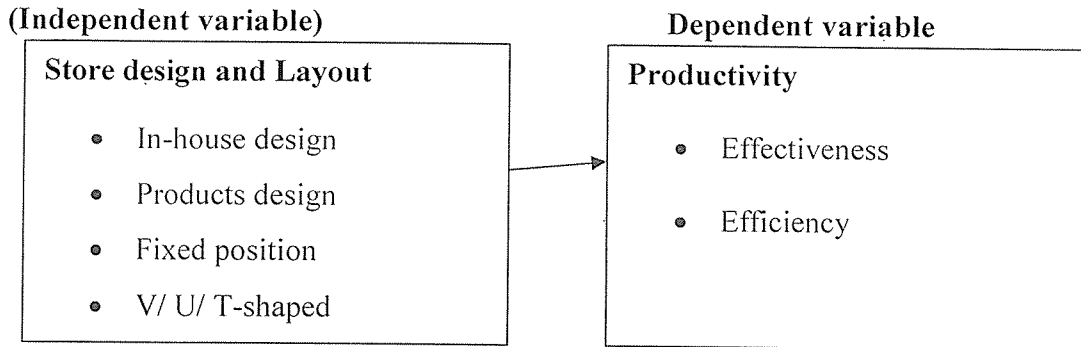 (Independent variable)
Dependent variable
Store design and Layout
• In-house design
• Products design
• Fixed position
• V/ U/ T-shaped
Productivity
• Effectiveness
• Efficiency